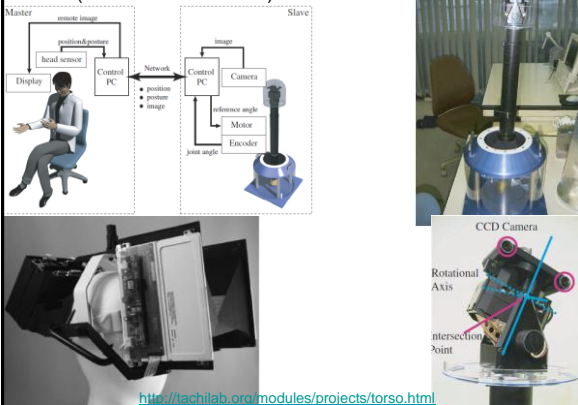 Master
Slave
remote image
position&posture
head sensor
Display
Control
PC
Network
position
posture
image
image
Control
PC
Camera
reference angle
Motor
Encoder
joint angle
CCD Camera
Rotational
Axis
Intersection
Point
http://tachilab.org/modules/projects/torso.html